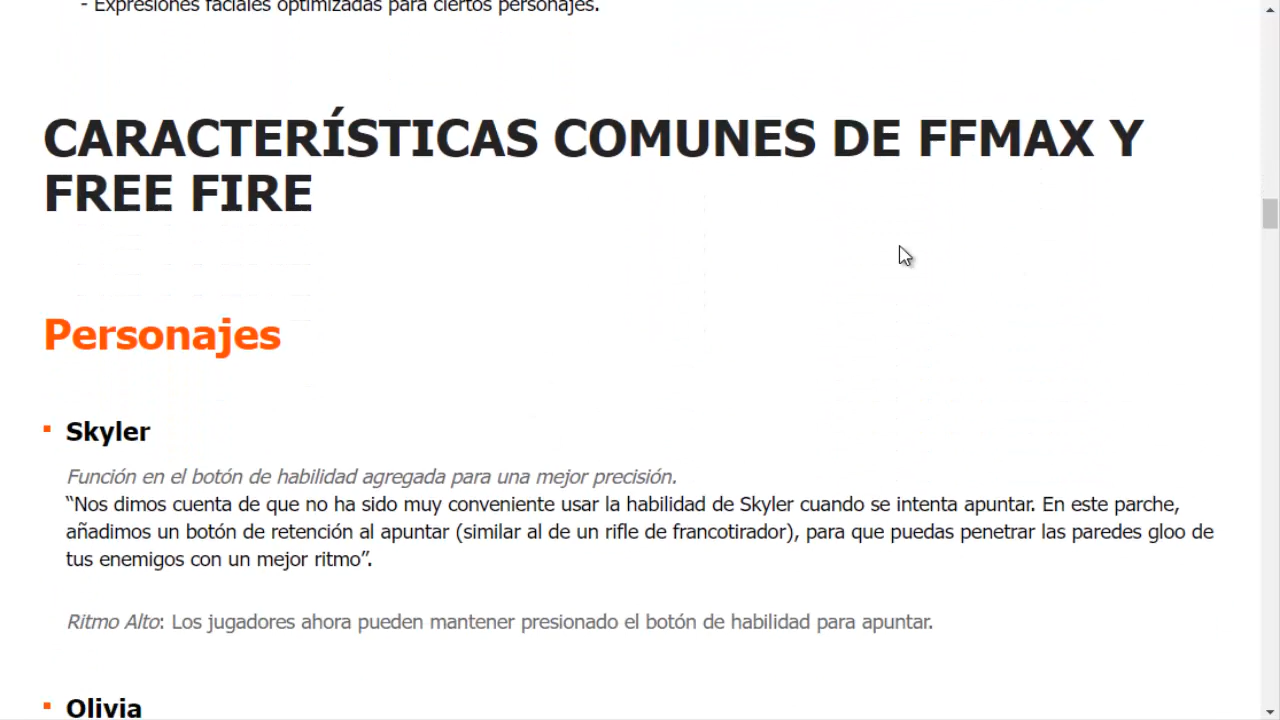 - Expresiones faciales optimizadas para ciertos personajes.
CARACTERÍSTICAS COMUNES DE FFMAX Y
FREE FIRE
Personajes
Skyler
Función en el botón de habilidad agregada para una mejor precisión.
“Nos dimos cuenta de que no ha sido muy conveniente usar la habilidad de Skyler cuando se intenta apuntar. En este parche,
añadimos un botón de retención al apuntar (similar al de un rifle de francotirador), para que puedas penetrar las paredes gloo de
tus enemigos con un mejor ritmo”.
Ritmo Alto: Los jugadores ahora pueden mantener presionado el botón de habilidad para apuntar.
Olivia